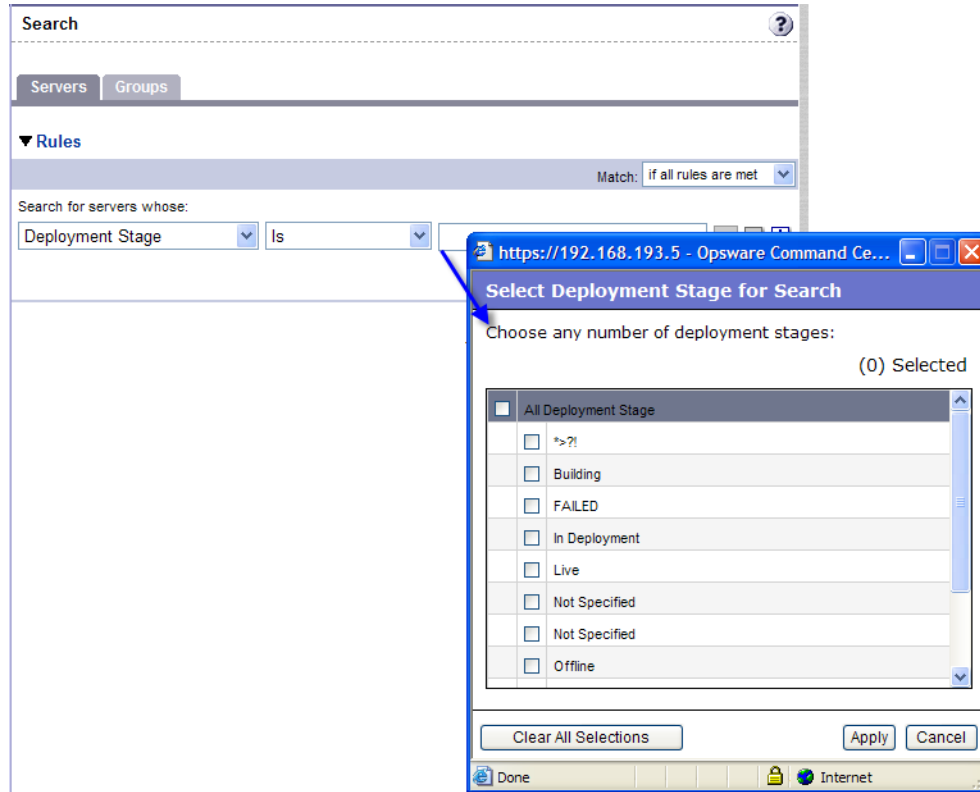 Search
?
Servers Groups
Rules
Match: if all rules are met
Search for servers whose:
Deployment Stage Is
https://192.168.193.5 - Opsware Command Ce...
Select Deployment Stage for Search
Choose any number of deployment stages:
(0) Selected
All Deployment Stage
*>?!
Building
FAILED
In Deployment
Live
Not Specified
Not Specified
Offline
Clear All Selections Apply Cancel
Done Internet